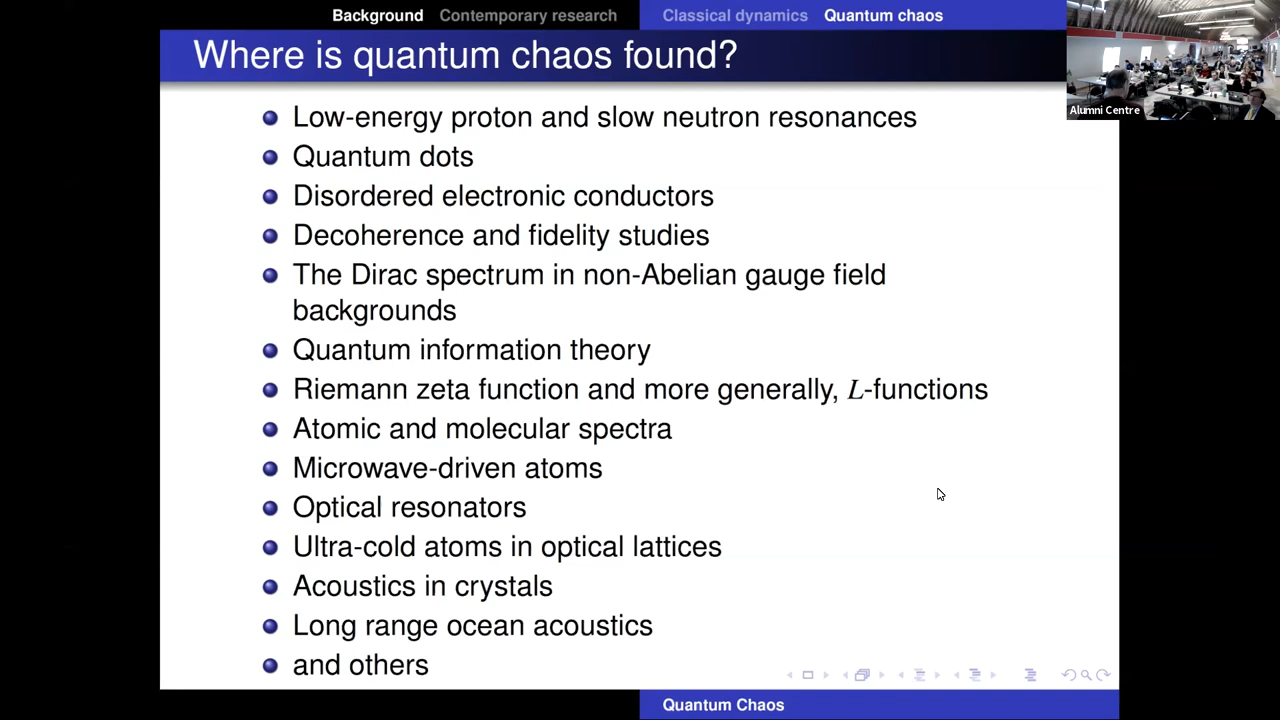 Background Contemporary research Classical dynamics Quantum chaos
Where is quantum chaos found?
Alumni Centre
Low-energy proton and slow neutron resonances
Quantum dots
Disordered electronic conductors
Decoherence and fidelity studies
The Dirac spectrum in non-Abelian gauge field
backgrounds
Quantum information theory
Riemann zeta function and more generally, L-functions
Atomic and molecular spectra
Microwave-driven atoms
Optical resonators
Ultra-cold atoms in optical lattices
Acoustics in crystals
Long range ocean acoustics
and others
Quantum Chaos